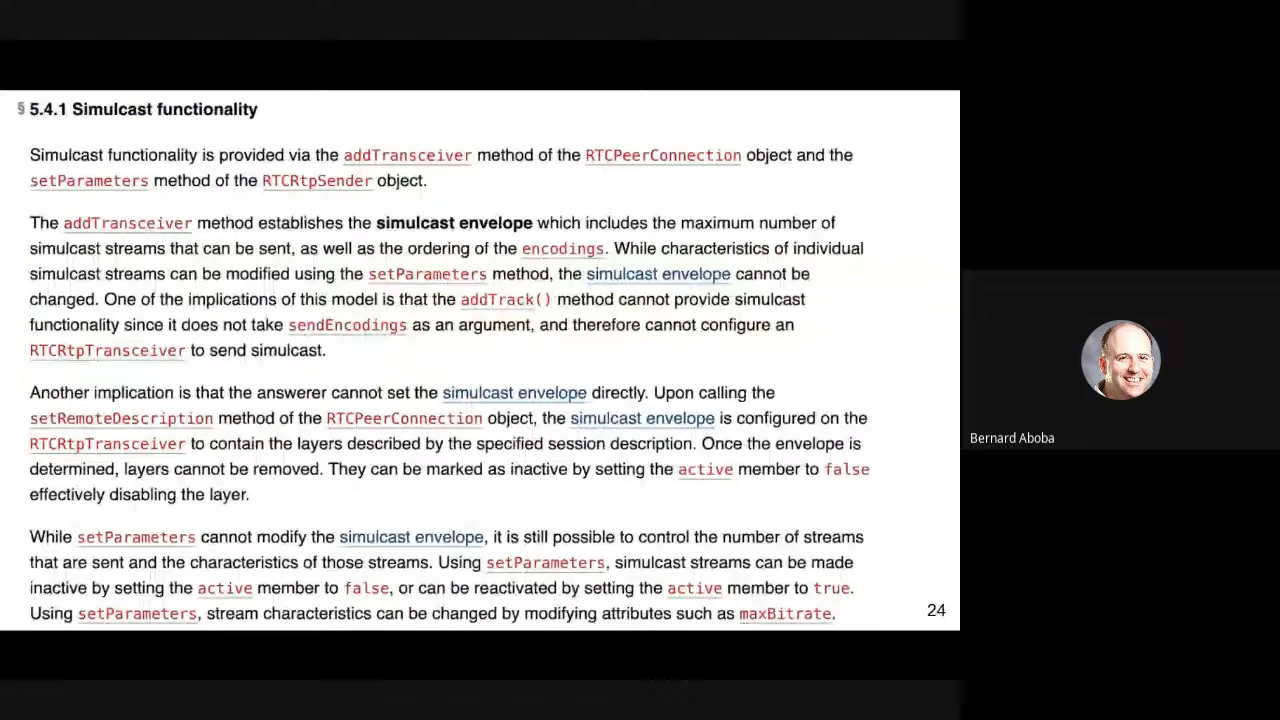 § 5.4.1 Simulcast functionality
Simulcast functionality is provided via the addTransceiver method of the RTCPeerConnection object and the
setParameters method of the RTCRtpSender object.
The addTransceiver method establishes the simulcast envelope which includes the maximum number of
simulcast streams that can be sent, as well as the ordering of the encodings. While characteristics of individual
simulcast streams can be modified using the setParameters method, the simulcast envelope cannot be
changed. One of the implications of this model is that the addTrack() method cannot provide simulcast
functionality since it does not take sendEncodings as an argument, and therefore cannot configure an
RTCRtpTransceiver to send simulcast.
Another implication is that the answerer cannot set the simulcast envelope directly. Upon calling the
setRemoteDescription method of the RTCPeerConnection object, the simulcast envelope is configured on the
RTCRtpTransceiver to contain the layers described by the specified session description. Once the envelope is
determined, layers cannot be removed. They can be marked as inactive by setting the active member to false
effectively disabling the layer.
While setParameters cannot modify the simulcast envelope, it is still possible to control the number of streams
that are sent and the characteristics of those streams. Using setParameters, simulcast streams can be made
inactive by setting the active member to false, or can be reactivated by setting the active member to true.
Using setParameters, stream characteristics can be changed by modifying attributes such as maxBitrate.
24
Bernard Aboba